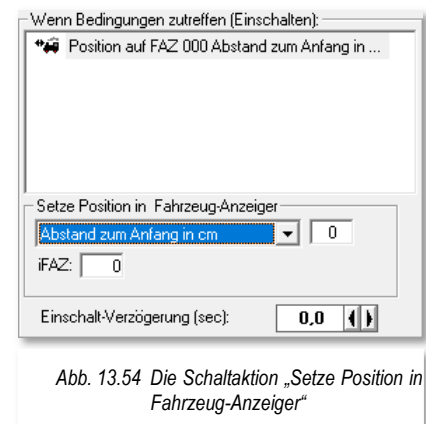 Wenn Bedingungen zutreffen (Einschalten):
Position auf FAZ 000 Abstand zum Anfang in ...
Setze Position in Fahrzeug-Anzeiger
Abstand zum Anfang in cm 0
iFAZ: 0
Einschalt-Verzögerung (sec): 0,0
Abb. 13.54 Die Schaltaktion „Setze Position in
Fahrzeug-Anzeiger“